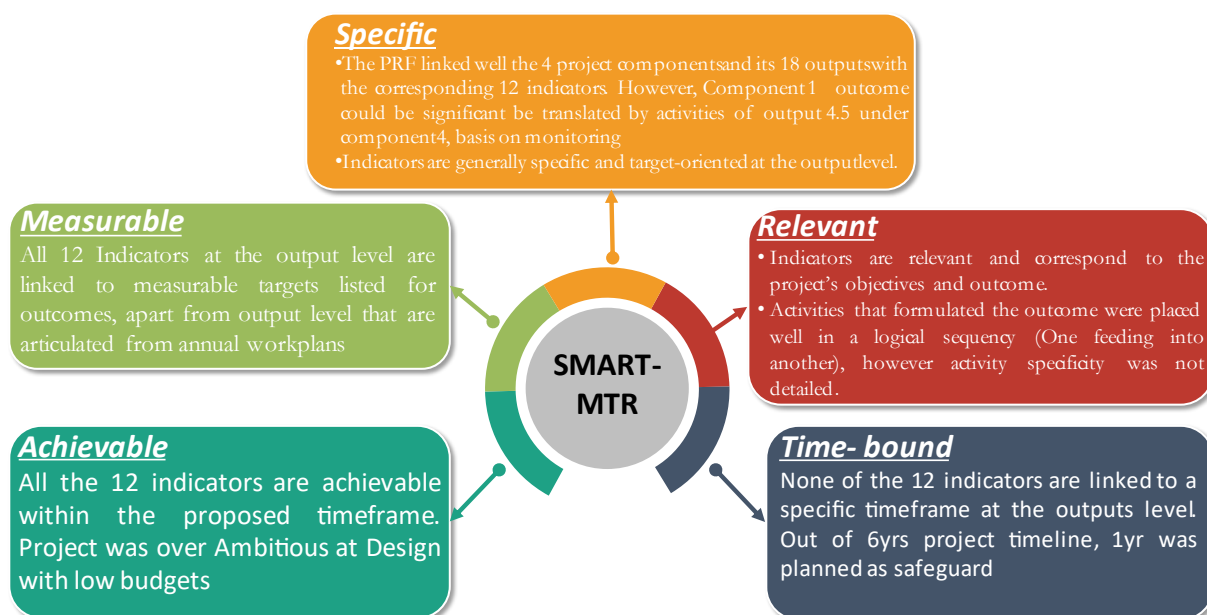 Specific
•The PRF linked well the 4 project componentsand its 18 outputswith
the corresponding 12 indicators. However, Component 1 outcome
could be significant be translated by activities of output 4.5 under
component4, basis on monitoring
•Indicators are generally specific and target-oriented at the outputlevel.
Measurable
All 12 Indicators at the output level are
linked to measurable targets listed for
outcomes, apart from output level that are
articulated from annual workplans
Relevant
• Indicators are relevant and correspond to the
project's objectives and outcome.
• Activities that formulated the outcome were placed
well in a logical sequency (One feeding into
another), however activity specificity was not
detailed.
SMART-
MTR
Achievable
All the 12 indicators are achievable
within the proposed timeframe.
Project was over Ambitious at Design
with low budgets
Time- bound
None of the 12 indicators are linked to a
specific timeframe at the outputs level.
Out of 6yrs project timeline, 1yr was
planned as safeguard